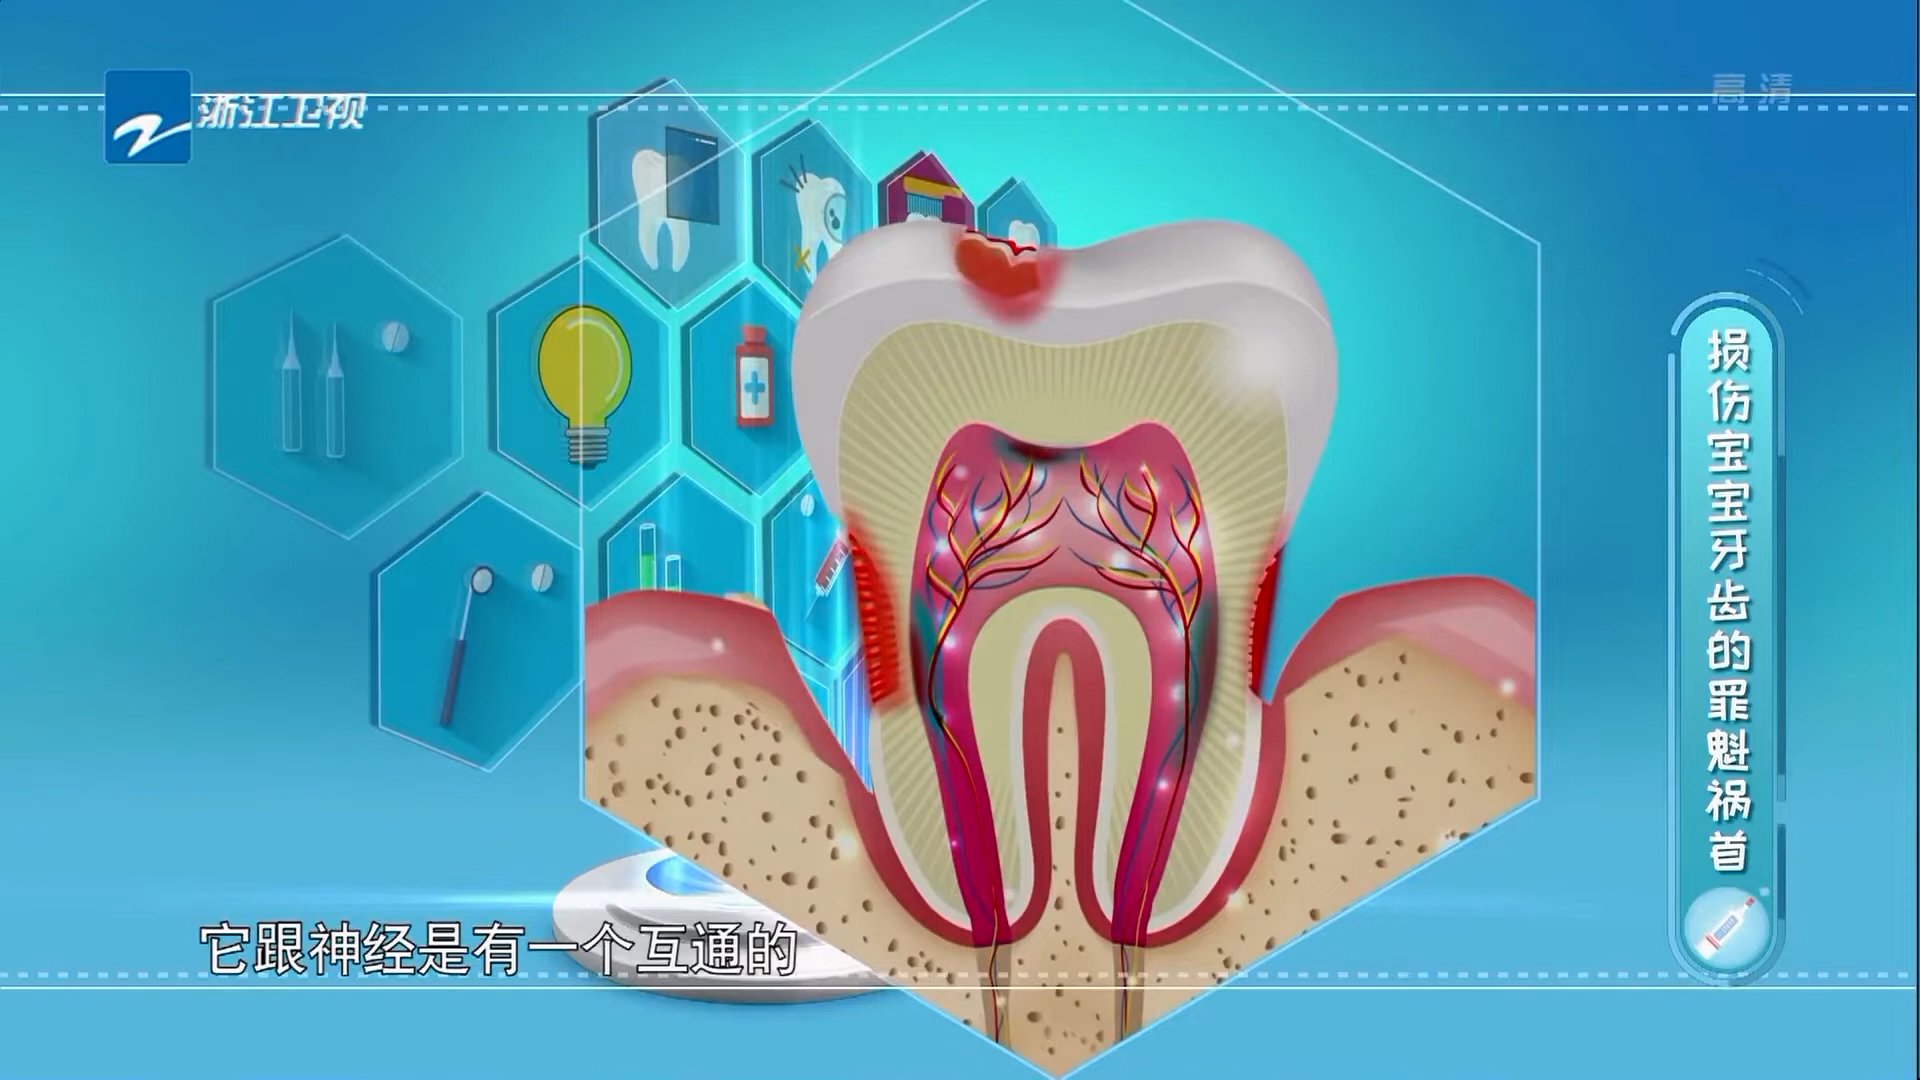 浙江卫视
高清
损伤宝宝牙齿的罪魁祸首
它跟神经是有一个互通的